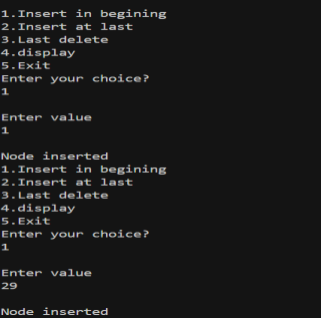 1.Insert in begining
2.Insert at last
3.Last delete
4.display
5.Exit
Enter your choice?
1
Enter value
1
Node inserted
1.Insert in begining
2.Insert at last
3.Last delete
4.display
5.Exit
Enter your choice?
1
Enter value
29
Node inserted